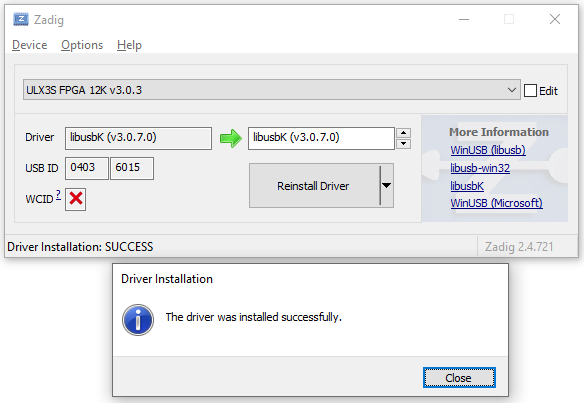 Zadig
Device Options Help
ULX3S FPGA 12K v3.0.3
Edit
Driver libusbK (v3.0.7.0) libusbK (v3.0.7.0)
USB ID 0403 6015
WCID ?
Reinstall Driver
More Information
WinUSB (libusb)
libusb-win32
libusbK
WinUSB (Microsoft)
Driver Installation: SUCCESS
Zadig 2.4.721
Driver Installation
The driver was installed successfully.
Close